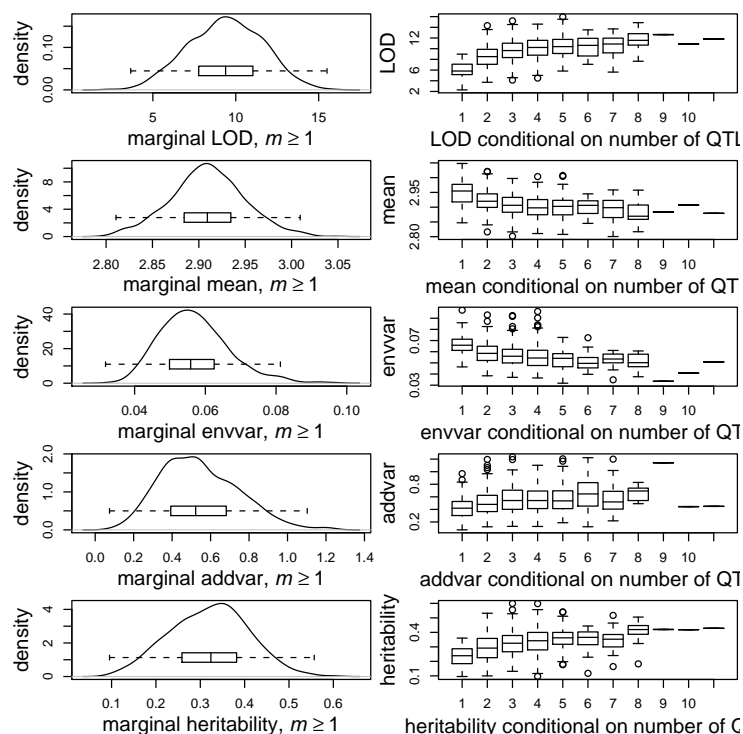 density
0.00
0.10
5
10
15
marginal LOD, m ≥ 1
LOD
2
6
12
1 2 3 4 5 6 7 8 9 10
LOD conditional on number of QTL
density
0
4
8
2.80 2.85 2.90 2.95 3.00 3.05
marginal mean, m ≥ 1
mean
2.80
2.95
1 2 3 4 5 6 7 8 9 10
mean conditional on number of QT
density
0
20
40
0.04 0.06 0.08 0.10
marginal envvar, m ≥ 1
envvar
0.03
0.07
1 2 3 4 5 6 7 8 9 10
envvar conditional on number of QT
density
0.0
1.0
2.0
0.0 0.2 0.4 0.6 0.8 1.0 1.2 1.4
marginal addvar, m ≥ 1
addvar
0.2
0.8
1 2 3 4 5 6 7 8 9 10
addvar conditional on number of QT
density
0
2
4
0.1 0.2 0.3 0.4 0.5 0.6
marginal heritability, m ≥ 1
heritability
0.1
0.4
1 2 3 4 5 6 7 8 9 10
heritability conditional on number of Q